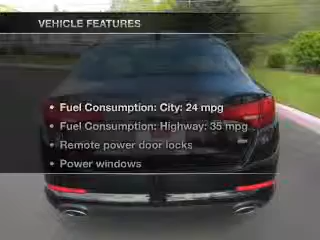 VEHICLE FEATURES
• Fuel Consumption: City: 24 mpg
• Fuel Consumption: Highway: 35 mpg
• Remote power door locks
• Power windows